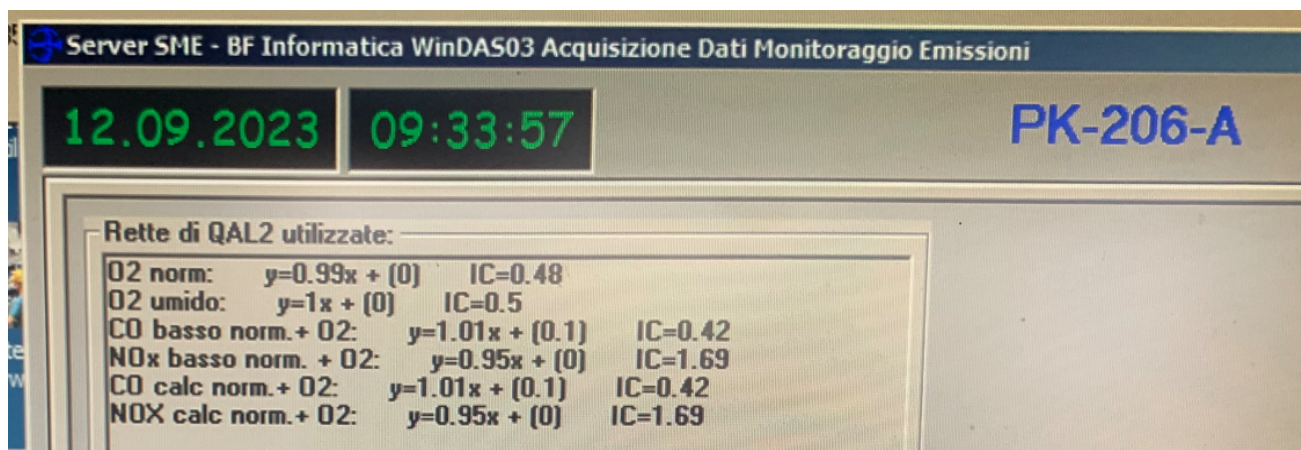 Server SME - BF Informatica WinDAS03 Acquisizione Dati Monitoraggio Emissioni
12.09.2023 09:33:57 PK-206-A
Rette di QAL2 utilizzate:
O2 norm: y=0.99x + (0) IC=0.48
O2 umido: y=1x + (0) IC=0.5
CO basso norm.+ O2: y=1.01x + (0.1) IC=0.42
NOx basso norm. + O2: y=0.95x + (0) IC=1.69
CO calc norm.+ O2: y=1.01x + (0.1) IC=0.42
NOX calc norm.+ O2: y=0.95x + (0) IC=1.69